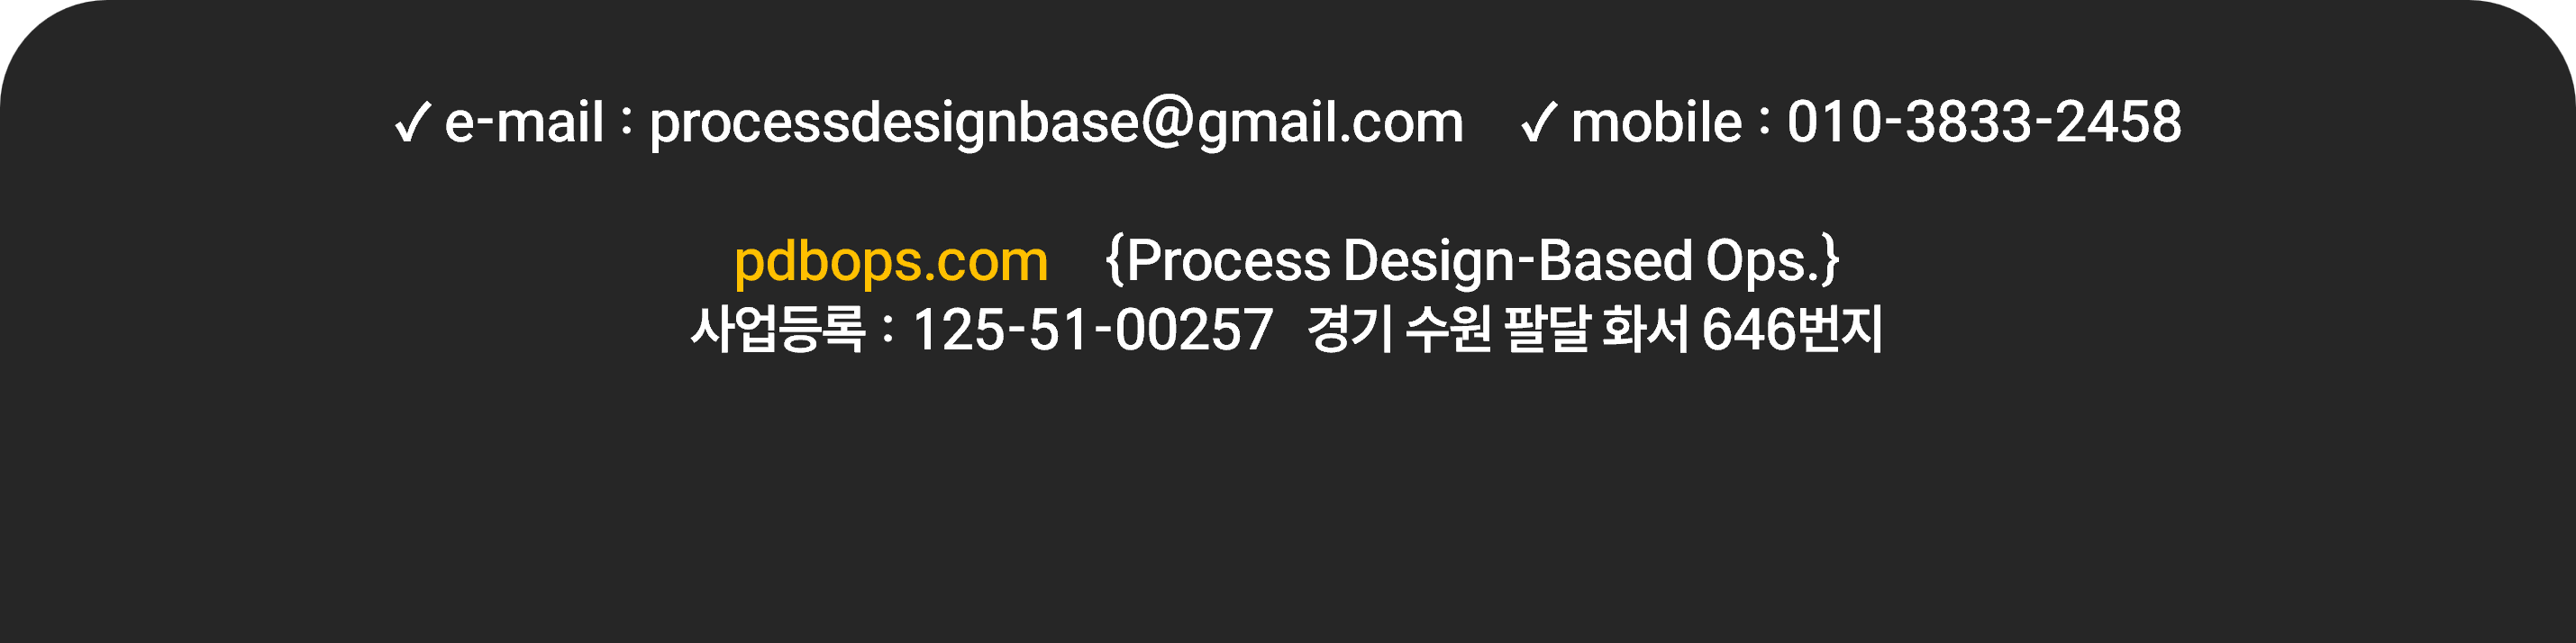 ✓ e-mail : processdesignbase@gmail.com ✓ mobile : 010-3833-2458
pdbops.com {Process Design-Based Ops.}
사업등록 : 125-51-00257 경기 수원 팔달 화서 646번지